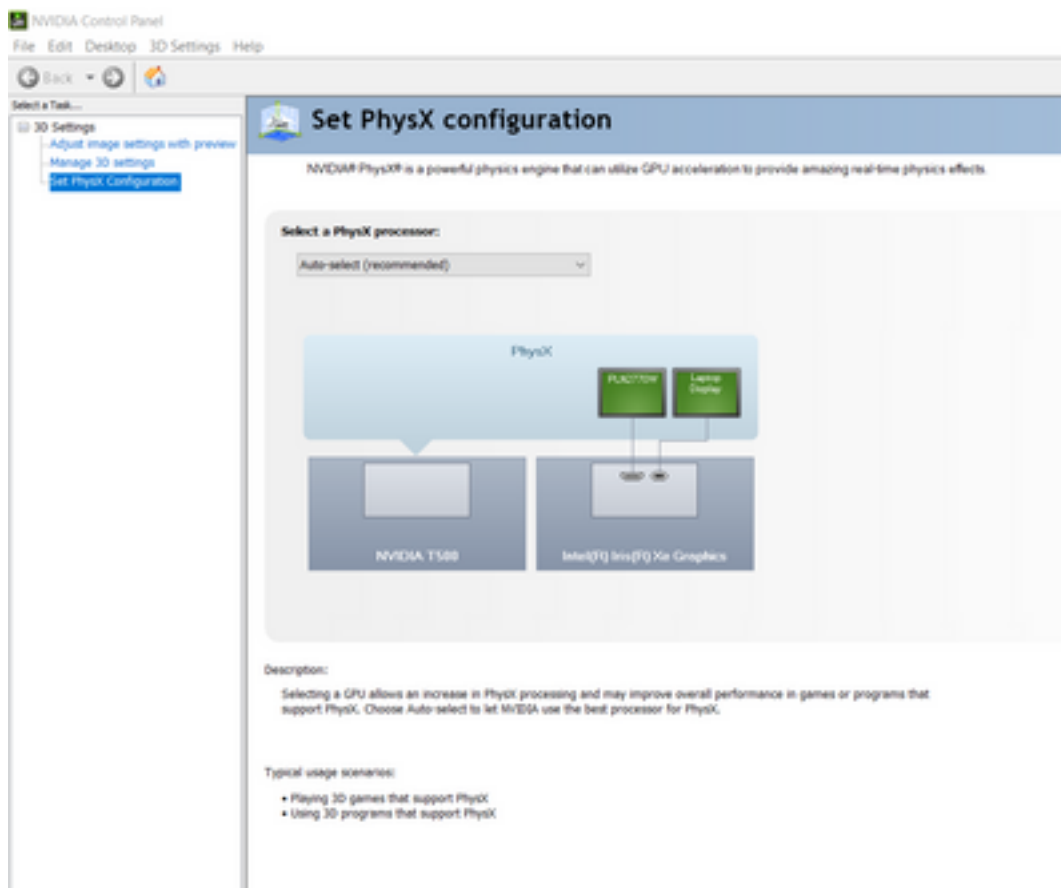 NVIDIA Control Panel
File Edit Desktop 3D Settings Help
Back
Select a Task...
3D Settings
Adjust image settings with preview
Manage 3D settings
Set PhysX Configuration
Set PhysX configuration
NVIDIA® PhysX® is a powerful physics engine that can utilize GPU acceleration to provide amazing real-time physics effects.
Select a PhysX processor:
Auto-select (recommended)
PhysX
Laptop
Display
NVIDIA T500
Intel(R) Iris(R) Xe Graphics
Description:
Selecting a GPU allows an increase in PhysX processing and may improve overall performance in games or programs that
support PhysX. Choose Auto-select to let NVIDIA use the best processor for PhysX.
Typical usage scenarios:
• Playing 3D games that support PhysX
• Using 3D programs that support PhysX